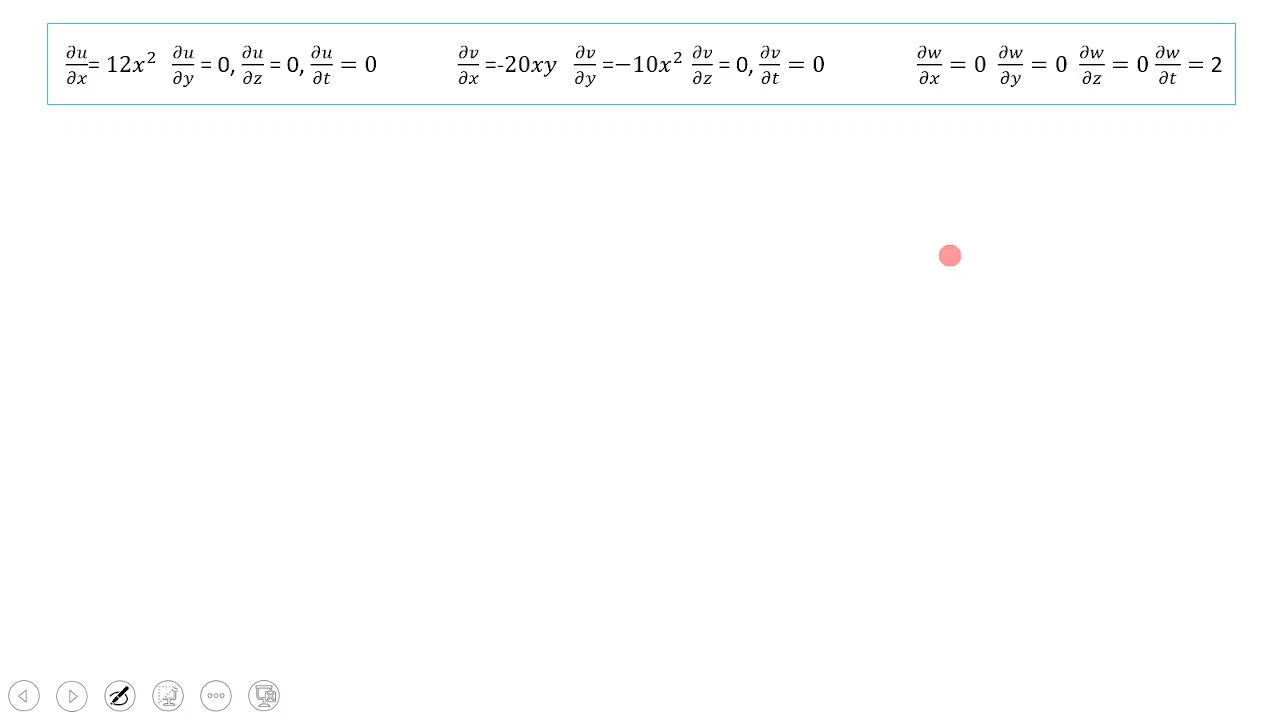 ∂u/∂x= 12x² ∂u/∂y = 0, ∂u/∂z = 0, ∂u/∂t = 0 ∂v/∂x =-20xy ∂v/∂y =−10x² ∂v/∂z = 0, ∂v/∂t = 0 ∂w/∂x = 0 ∂w/∂y = 0 ∂w/∂z = 0 ∂w/∂t = 2